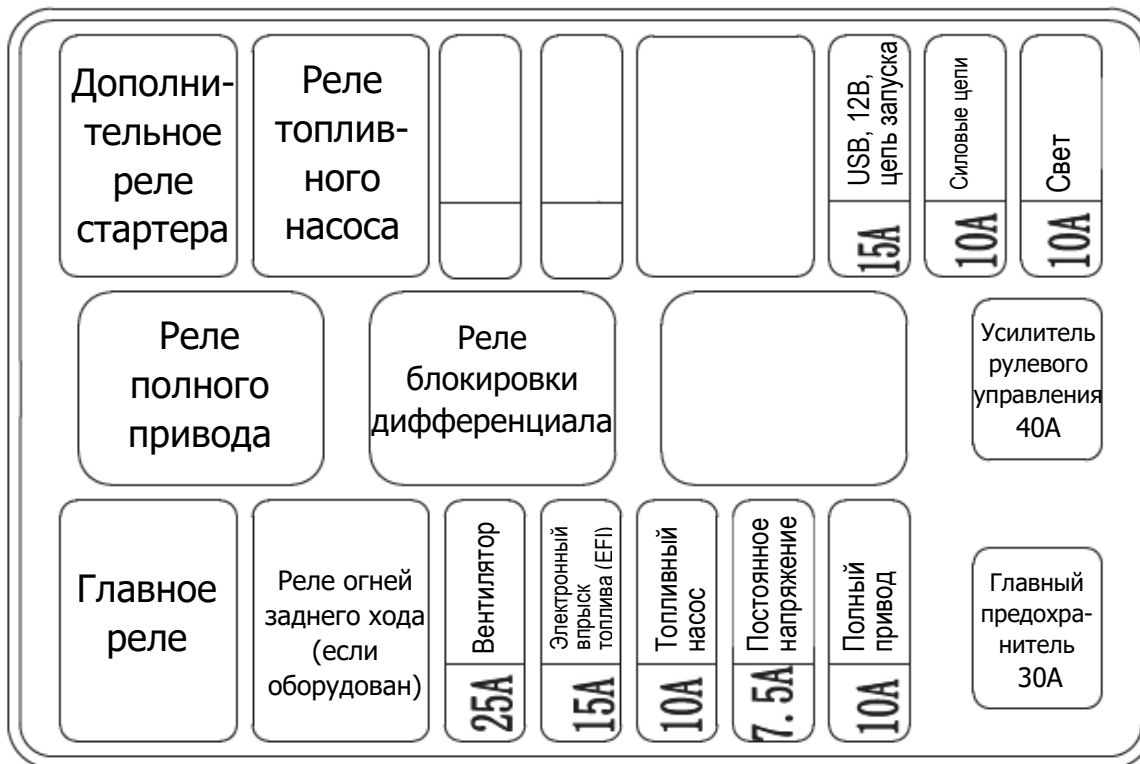 Дополни-
тельное
реле
стартера
Реле
топлив-
ного
насоса
USB, 12В,
цепь запуска
15A
Силовые цепи
10A
Свет
10A
Реле
полного
привода
Реле
блокировки
дифференциала
Усилитель
рулевого
управления
40А
Главное
реле
Реле огней
заднего хода
(если
оборудован)
Вентилятор
25A
Электронный
впрыск
топлива (EFI)
15A
Топливный
насос
10A
Постоянное
напряжение
7. 5A
Полный
привод
10A
Главный
предохра-
нитель
30А